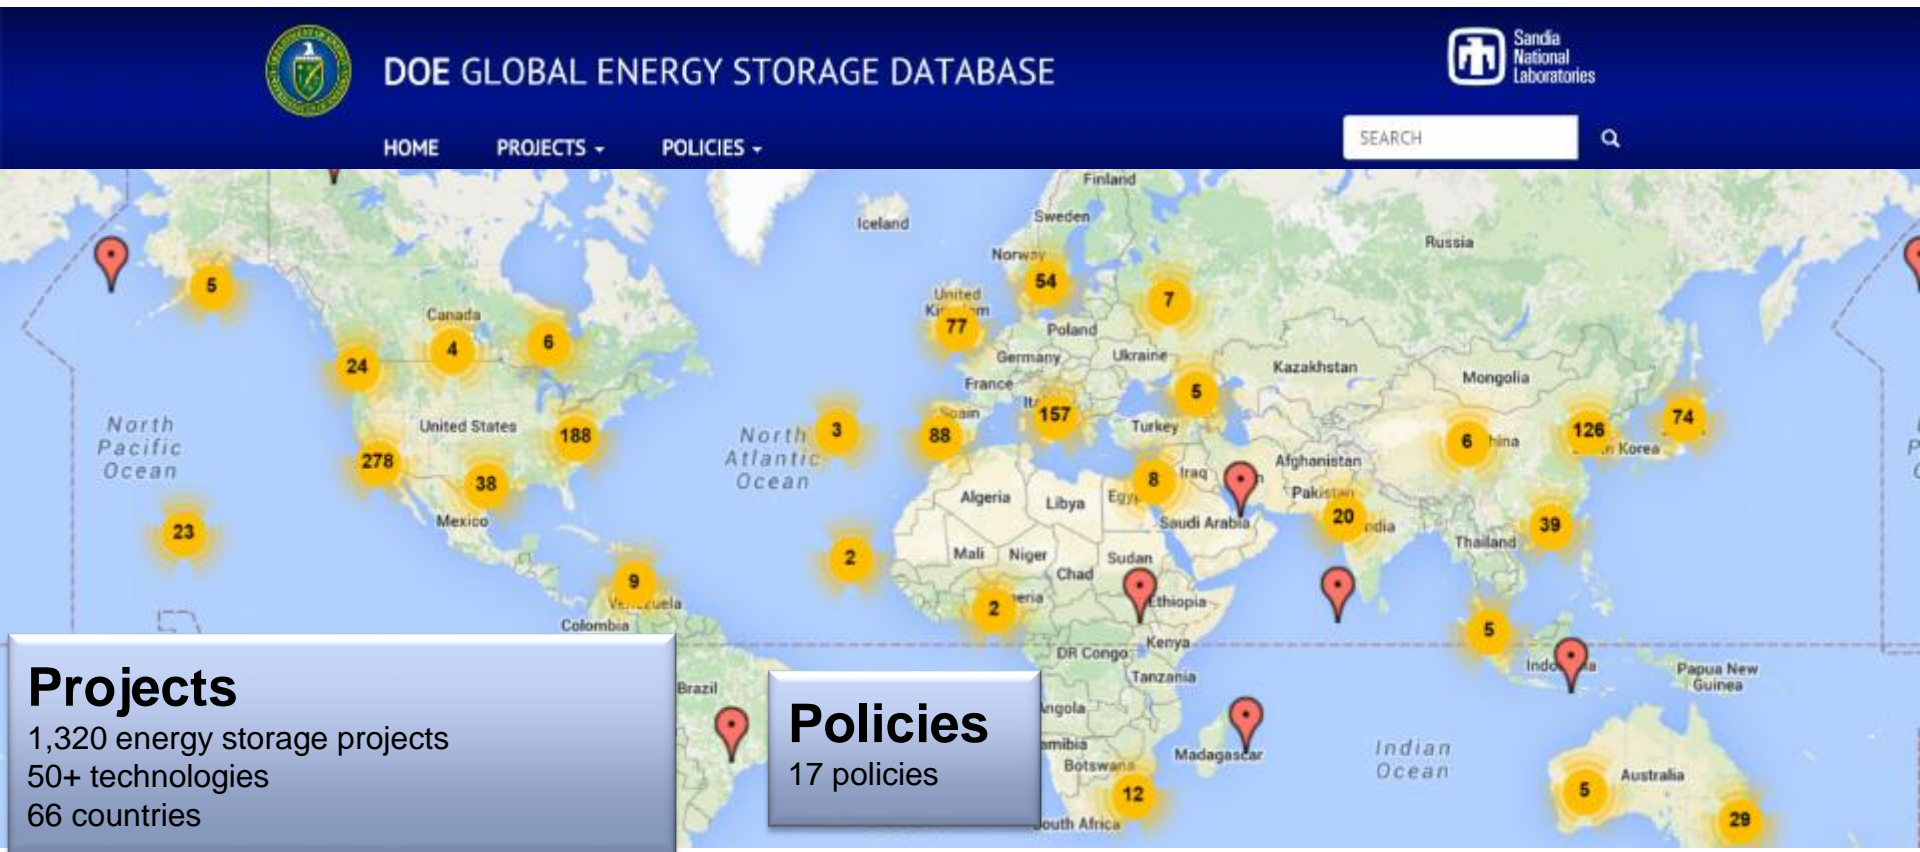 DOE GLOBAL ENERGY STORAGE DATABASE
Sandia
National
Laboratories
HOME PROJECTS POLICIES
SEARCH
Finland
Iceland
Sweden
Russia
Norway
5
54
7
United
77
Canada
Poland
6
4
24
Germany
Ukraine
Kazakhstan
Mongolia
France
5
North
Pacific
Ocean
United States
188
North
Atlantic
Ocean
3
88
157
Turkey
6
126
74
Korea
278
38
8
Iraq
Afghanistan
Algeria
Libya
Pakistan
Mexico
Saudi Arabia
20
39
23
Thailand
Mali
Niger
Chad
Sudan
2
9
2
Ethiopia
Colombia
5
DR Congo
Kenya
Papua New
Guinea
Brazil
Tanzania
Madagascar
Indian
Ocean
Botswana
12
Australia
5
29
Projects
1,320 energy storage projects
50+ technologies
66 countries
Policies
17 policies